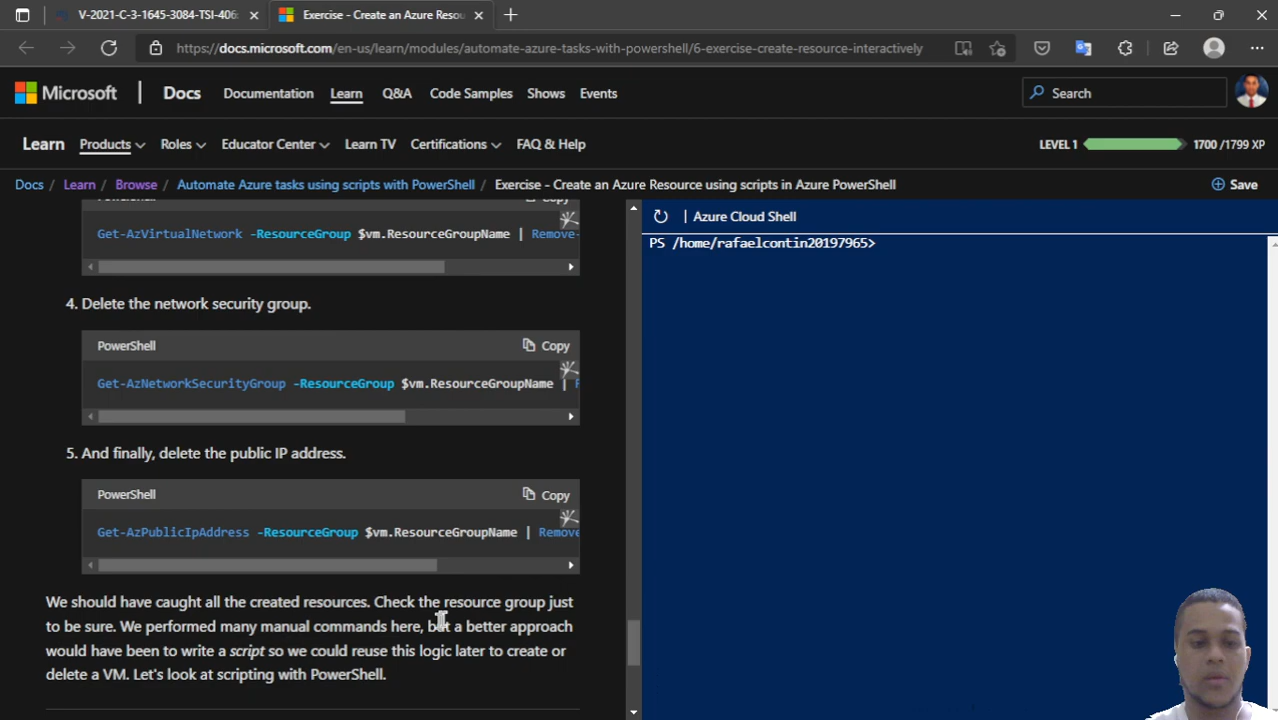 V-2021-C-3-1645-3084-TSI-406
Exercise - Create an Azure Resou
https://docs.microsoft.com/en-us/learn/modules/automate-azure-tasks-with-powershell/6-exercise-create-resource-interactively
Microsoft
Docs
Documentation
Learn
Q&A
Code Samples
Shows
Events
Search
Learn
Products
Roles
Educator Center
Learn TV
Certifications
FAQ & Help
LEVEL 1
1700 /1799 XP
Docs / Learn / Browse / Automate Azure tasks using scripts with PowerShell / Exercise - Create an Azure Resource using scripts in Azure PowerShell
Save
PowerShell
Copy
Get-AzVirtualNetwork -ResourceGroup $vm.ResourceGroupName | Remove-
4. Delete the network security group.
PowerShell
Copy
Get-AzNetworkSecurityGroup -ResourceGroup $vm.ResourceGroupName |
5. And finally, delete the public IP address.
PowerShell
Copy
Get-AzPublicIpAddress -ResourceGroup $vm.ResourceGroupName | Remove
We should have caught all the created resources. Check the resource group just
to be sure. We performed many manual commands here, but a better approach
would have been to write a script so we could reuse this logic later to create or
delete a VM. Let's look at scripting with PowerShell.
| Azure Cloud Shell
PS /home/rafaelcontin20197965>